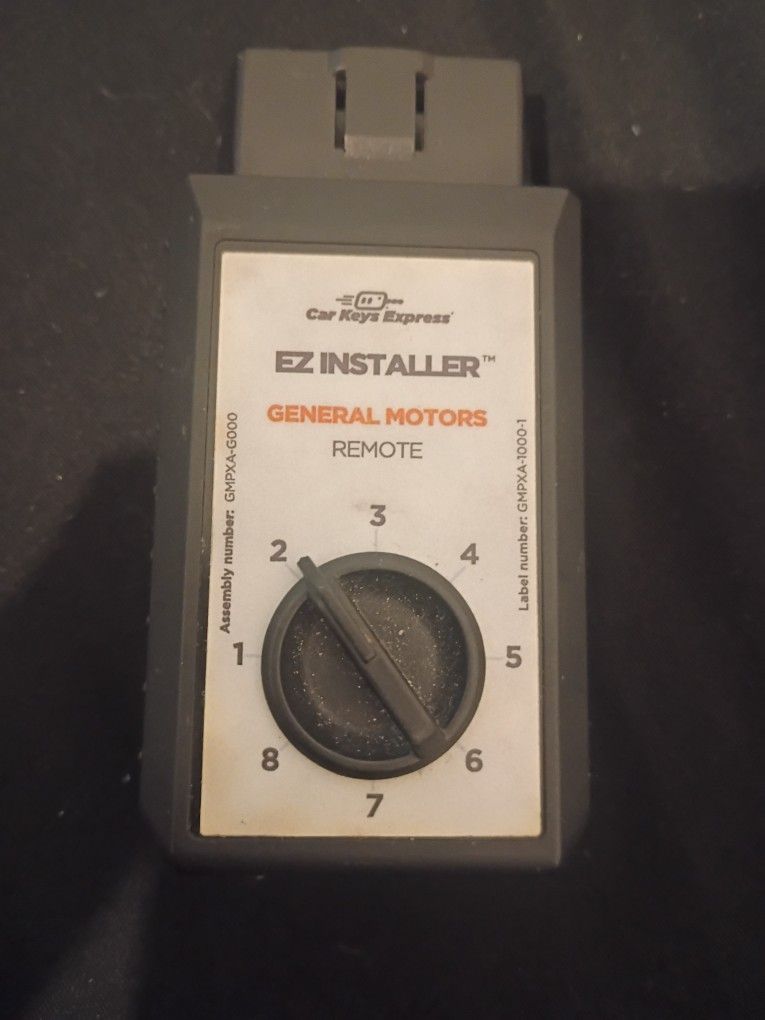 Car Keys Express
EZ INSTALLER™
GENERAL MOTORS
REMOTE
Assembly number: GMPXA-G000
Label number: GMPXA-1000-1
1
2
3
4
5
6
7
8